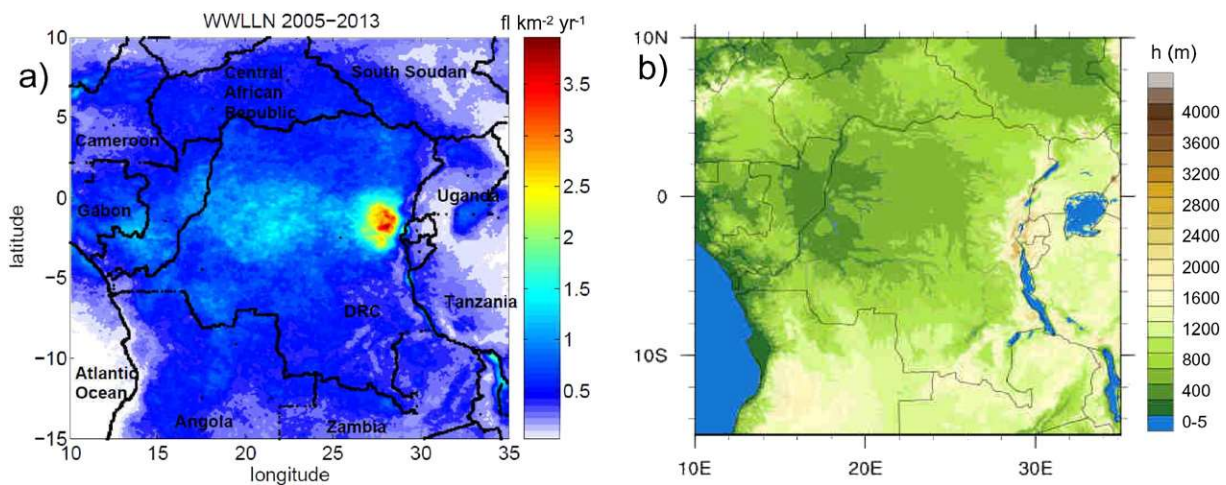 WWLLN 2005−2013
fl km-2 yr-1
a)
10
5
0
−5
−10
−15
latitude
10
15
20
25
30
35
longitude
Central
African
Republic
South Soudan
Cameroon
Gabon
Uganda
DRC
Tanzania
Atlantic
Ocean
Angola
Zambia
3.5
3
2.5
2
1.5
1
0.5
b)
10N
0
10S
10E
20E
30E
h (m)
4000
3600
3200
2800
2400
2000
1600
1200
800
400
0-5